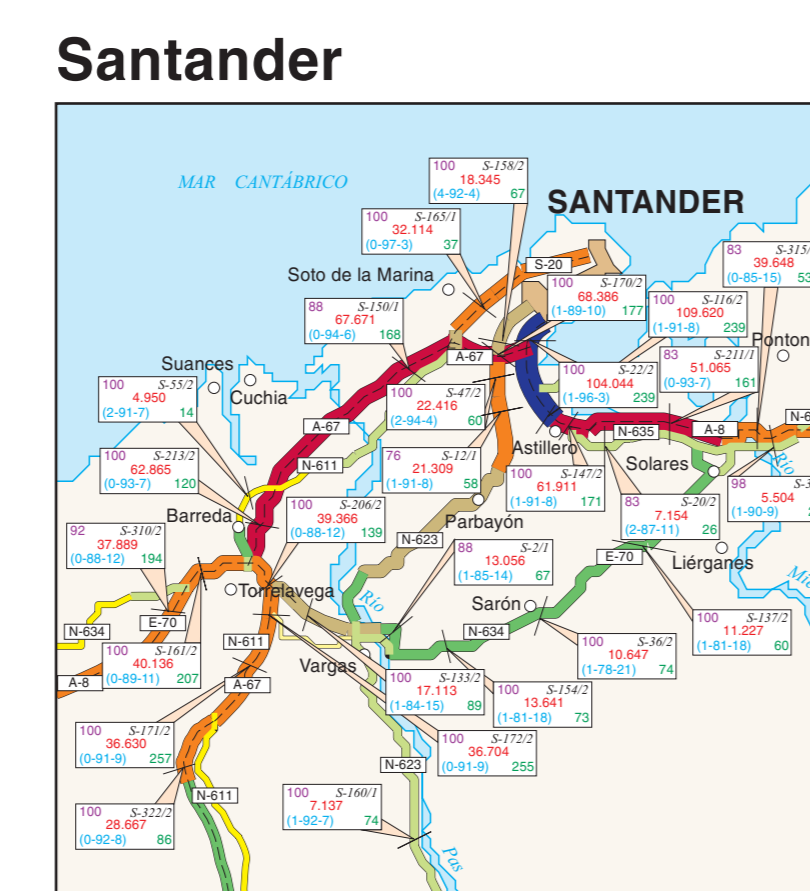 Santander
MAR CANTÁBRICO
100 S-158/2
18.345
(4-92-4) 67
SANTANDER
100 S-165/1
32.114
(0-97-3) 37
83 S-315/
39.648
(0-85-15) 53
S-20
Soto de la Marina
100 S-170/2
68.386
(1-89-10) 177
100 S-116/2
109.620
(1-91-8) 239
88 S-150/1
67.671
(0-94-6) 168
Ponton
A-67
83 S-211/1
51.065
(0-93-7) 161
Suances
100 S-22/2
104.044
(1-96-3) 239
100 S-55/2
4.950
(2-91-7) 14
Cuchia
100 S-47/2
22.416
(2-94-4) 60
A-67
N-6
N-635
A-8
Astillero
100 S-213/2
62.865
(0-93-7) 120
76 S-12/1
21.309
(1-91-8) 58
N-611
Solares
Río
100 S-147/2
61.911
(1-91-8) 171
98 S-3
5.504
(1-90-9)
100 S-206/2
39.366
(0-88-12) 139
83 S-20/2
7.154
(2-87-11) 26
Barreda
Parbayón
92 S-310/2
37.889
(0-88-12) 194
N-623
88 S-2/1
13.056
(1-85-14) 67
E-70
Liérganes
Mi
Torrelavega
Río
Sarón
E-70
N-634
N-634
100 S-137/2
11.227
(1-81-18) 60
N-611
100 S-36/2
10.647
(1-78-21) 74
100 S-161/2
40.136
(0-89-11) 207
Vargas
A-8
A-67
100 S-133/2
17.113
(1-84-15) 89
100 S-154/2
13.641
(1-81-18) 73
100 S-171/2
36.630
(0-91-9) 257
100 S-172/2
36.704
(0-91-9) 255
N-623
N-611
100 S-160/1
7.137
(1-92-7) 74
100 S-322/2
28.667
(0-92-8) 86
Pas